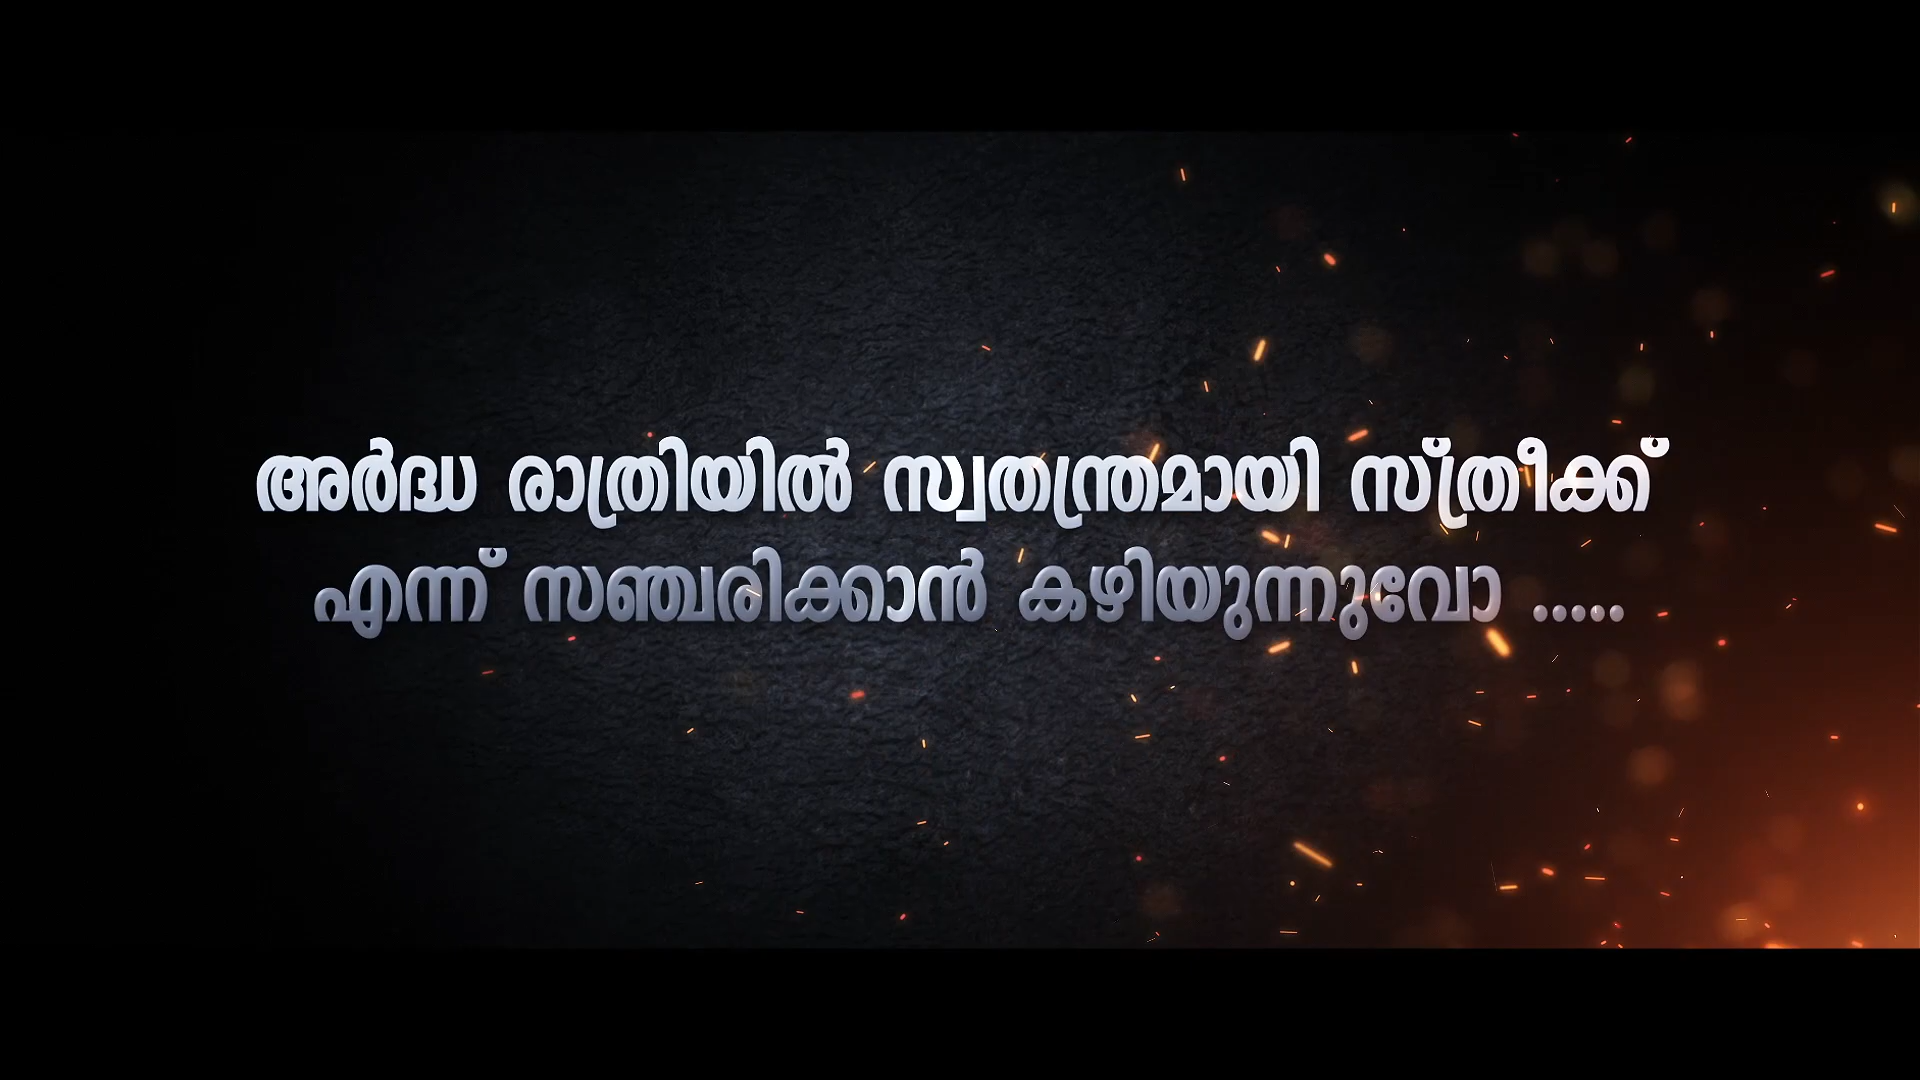 അർദ്ധ രാത്രിയിൽ സ്വതന്ത്രമായി സ്ത്രീക്ക്
എന്ന് സഞ്ചരിക്കാൻ കഴിയുന്നുവോ .....